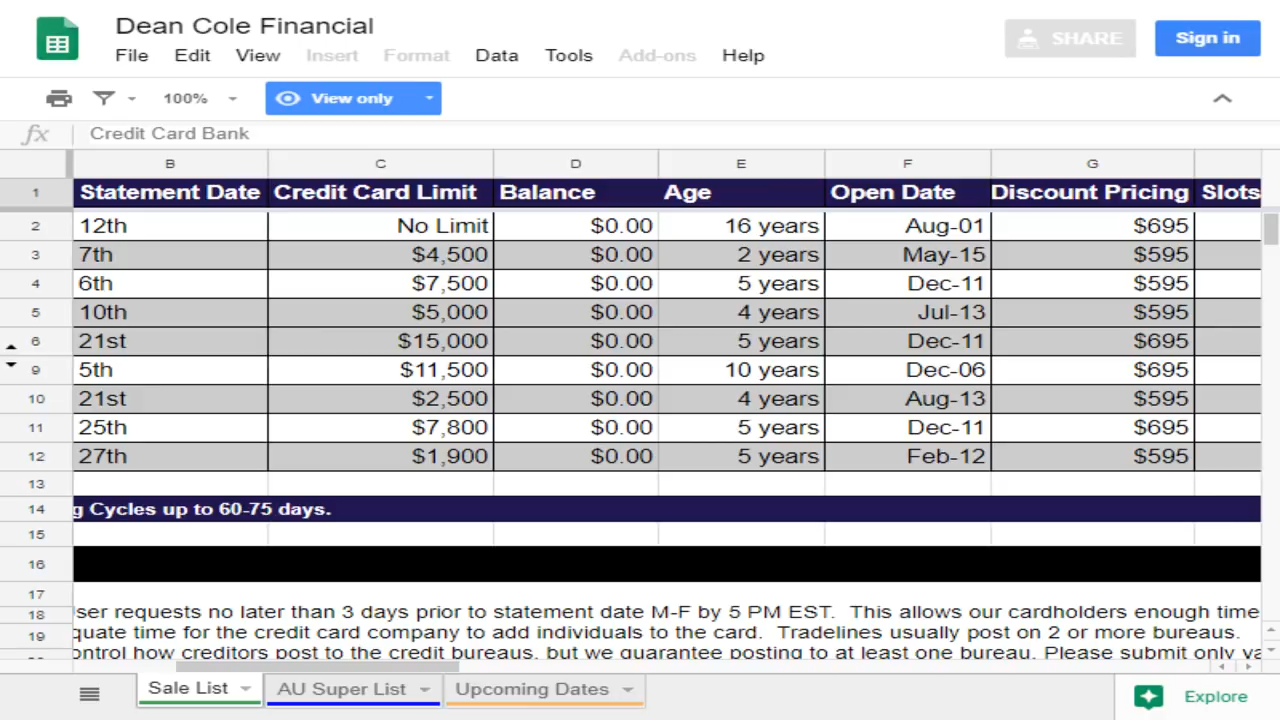 Dean Cole Financial
File Edit View Insert Format Data Tools Add-ons Help
SHARE
Sign in
100%
View only
fx Credit Card Bank
B C D E F G
1 Statement Date Credit Card Limit Balance Age Open Date Discount Pricing Slots
2 12th No Limit $0.00 16 years Aug-01 $695
3 7th $4,500 $0.00 2 years May-15 $595
4 6th $7,500 $0.00 5 years Dec-11 $595
5 10th $5,000 $0.00 4 years Jul-13 $595
6 21st $15,000 $0.00 5 years Dec-11 $695
9 5th $11,500 $0.00 10 years Dec-06 $695
10 21st $2,500 $0.00 4 years Aug-13 $595
11 25th $7,800 $0.00 5 years Dec-11 $695
12 27th $1,900 $0.00 5 years Feb-12 $595
13
14 g Cycles up to 60-75 days.
15
16
17
18 ser requests no later than 3 days prior to statement date M-F by 5 PM EST. This allows our cardholders enough time
19 quate time for the credit card company to add individuals to the card. Tradelines usually post on 2 or more bureaus.
ontrol how creditors post to the credit bureaus, but we guarantee posting to at least one bureau. Please submit only va
Sale List AU Super List Upcoming Dates
Explore